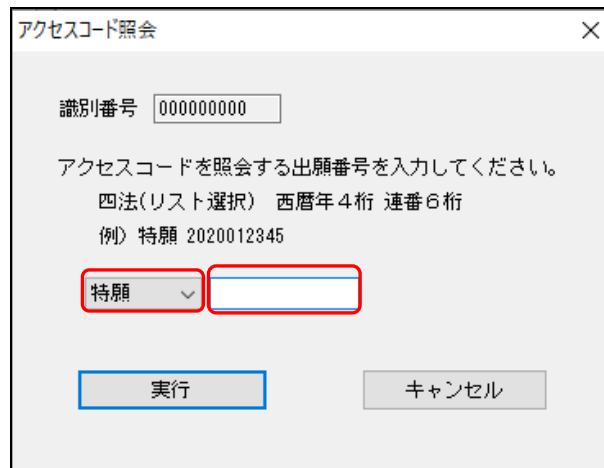 アクセスコード照会
識別番号 000000000
アクセスコードを照会する出願番号を入力してください。
四法(リスト選択) 西暦年4桁 連番6桁
例) 特願 2020012345
特願
実行 キャンセル